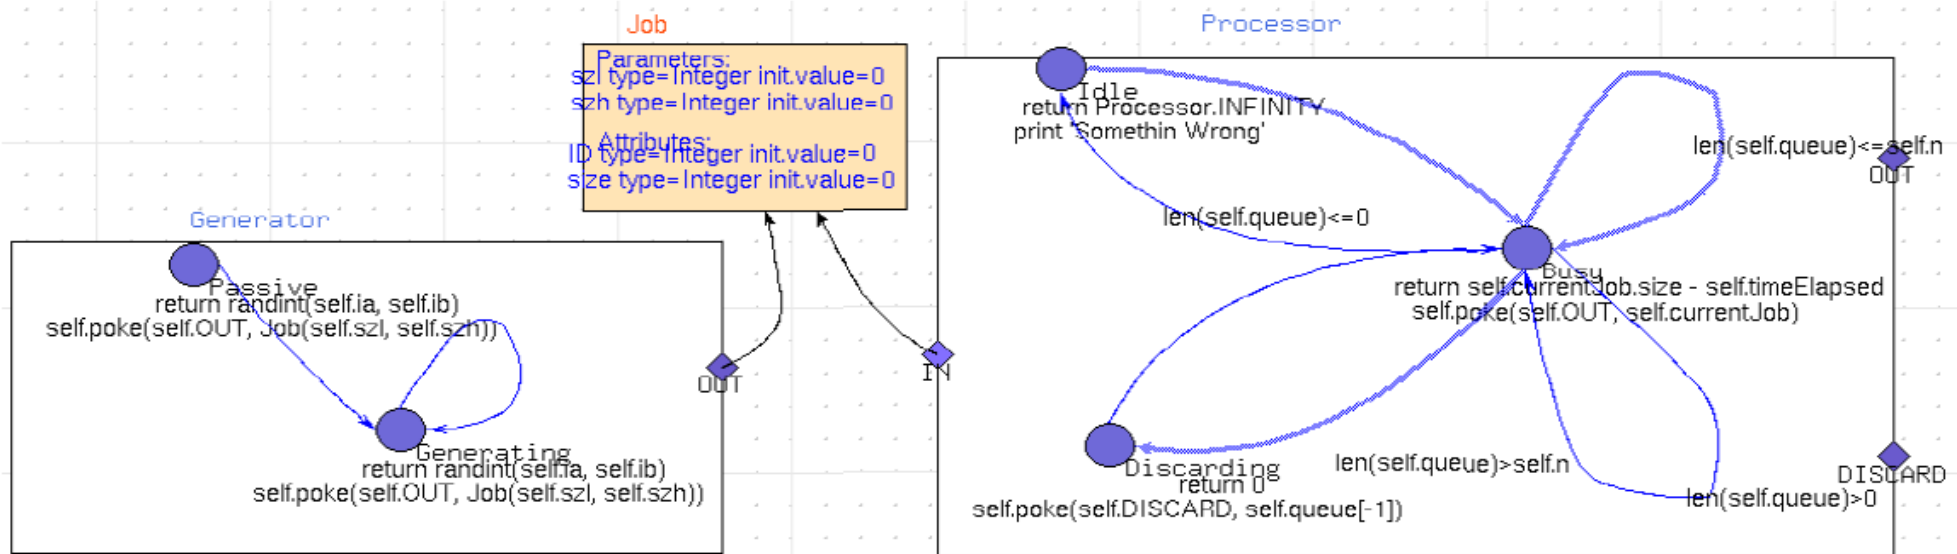 Job
Parameters:
szl type=Integer init.value=0
szh type=Integer init.value=0
Attributes:
ID type=Integer init.value=0
size type=Integer init.value=0
Generator
Passive
return randint(self.ia, self.ib)
self.poke(self.OUT, Job(self.szl, self.szh))
Generating
return randint(self.ia, self.ib)
self.poke(self.OUT, Job(self.szl, self.szh))
OUT
Processor
Idle
return Processor.INFINITY
print 'Somethin Wrong'
len(self.queue)<=self.n
OUT
len(self.queue)<=0
Busy
return self.currentJob.size - self.timeElapsed
self.poke(self.OUT, self.currentJob)
IN
Discarding
return 0
self.poke(self.DISCARD, self.queue[-1])
len(self.queue)>self.n
len(self.queue)>0
DISCARD